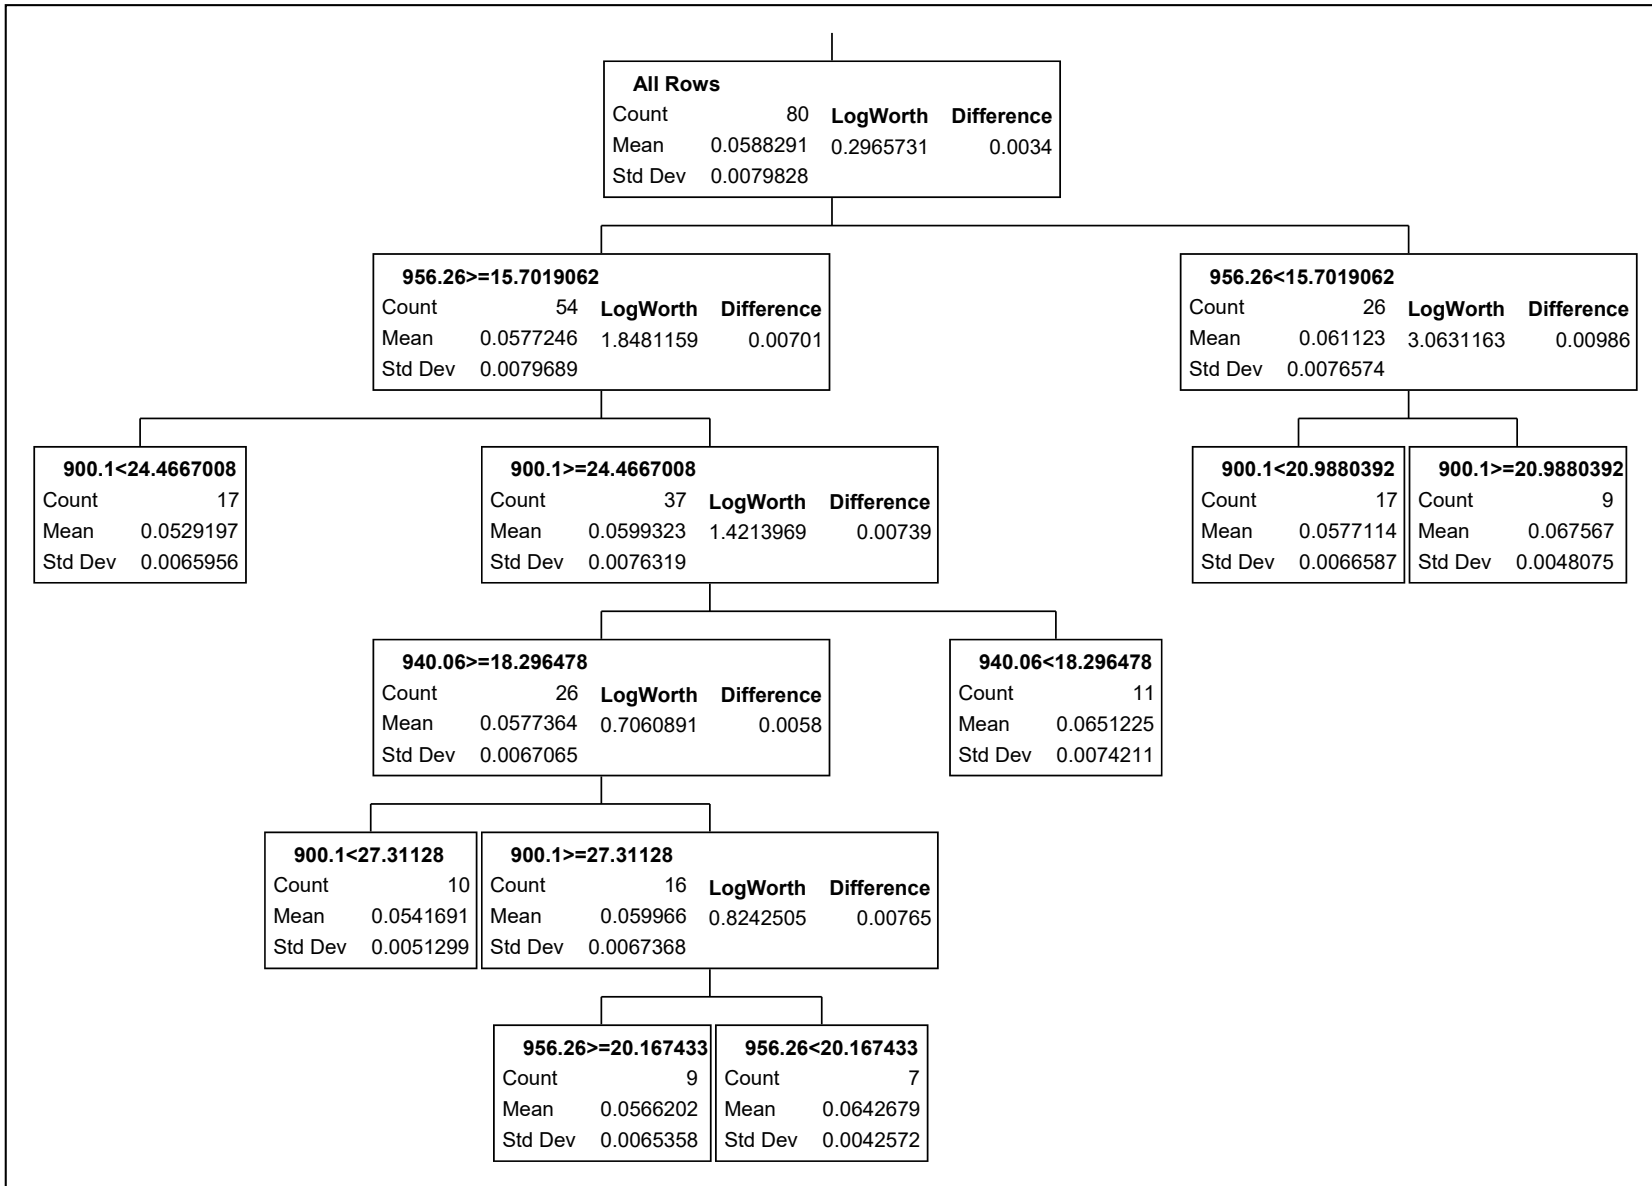 All Rows
Count 80 LogWorth Difference
Mean 0.0588291 0.2965731 0.0034
Std Dev 0.0079828
956.26>=15.7019062
Count 54 LogWorth Difference
Mean 0.0577246 1.8481159 0.00701
Std Dev 0.0079689
956.26<15.7019062
Count 26 LogWorth Difference
Mean 0.061123 3.0631163 0.00986
Std Dev 0.0076574
900.1<24.4667008
Count 17
Mean 0.0529197
Std Dev 0.0065956
900.1>=24.4667008
Count 37 LogWorth Difference
Mean 0.0599323 1.4213969 0.00739
Std Dev 0.0076319
900.1<20.9880392
Count 17
Mean 0.0577114
Std Dev 0.0066587
900.1>=20.9880392
Count 9
Mean 0.067567
Std Dev 0.0048075
940.06>=18.296478
Count 26 LogWorth Difference
Mean 0.0577364 0.7060891 0.0058
Std Dev 0.0067065
940.06<18.296478
Count 11
Mean 0.0651225
Std Dev 0.0074211
900.1<27.31128
Count 10
Mean 0.0541691
Std Dev 0.0051299
900.1>=27.31128
Count 16 LogWorth Difference
Mean 0.059966 0.8242505 0.00765
Std Dev 0.0067368
956.26>=20.167433
Count 9
Mean 0.0566202
Std Dev 0.0065358
956.26<20.167433
Count 7
Mean 0.0642679
Std Dev 0.0042572